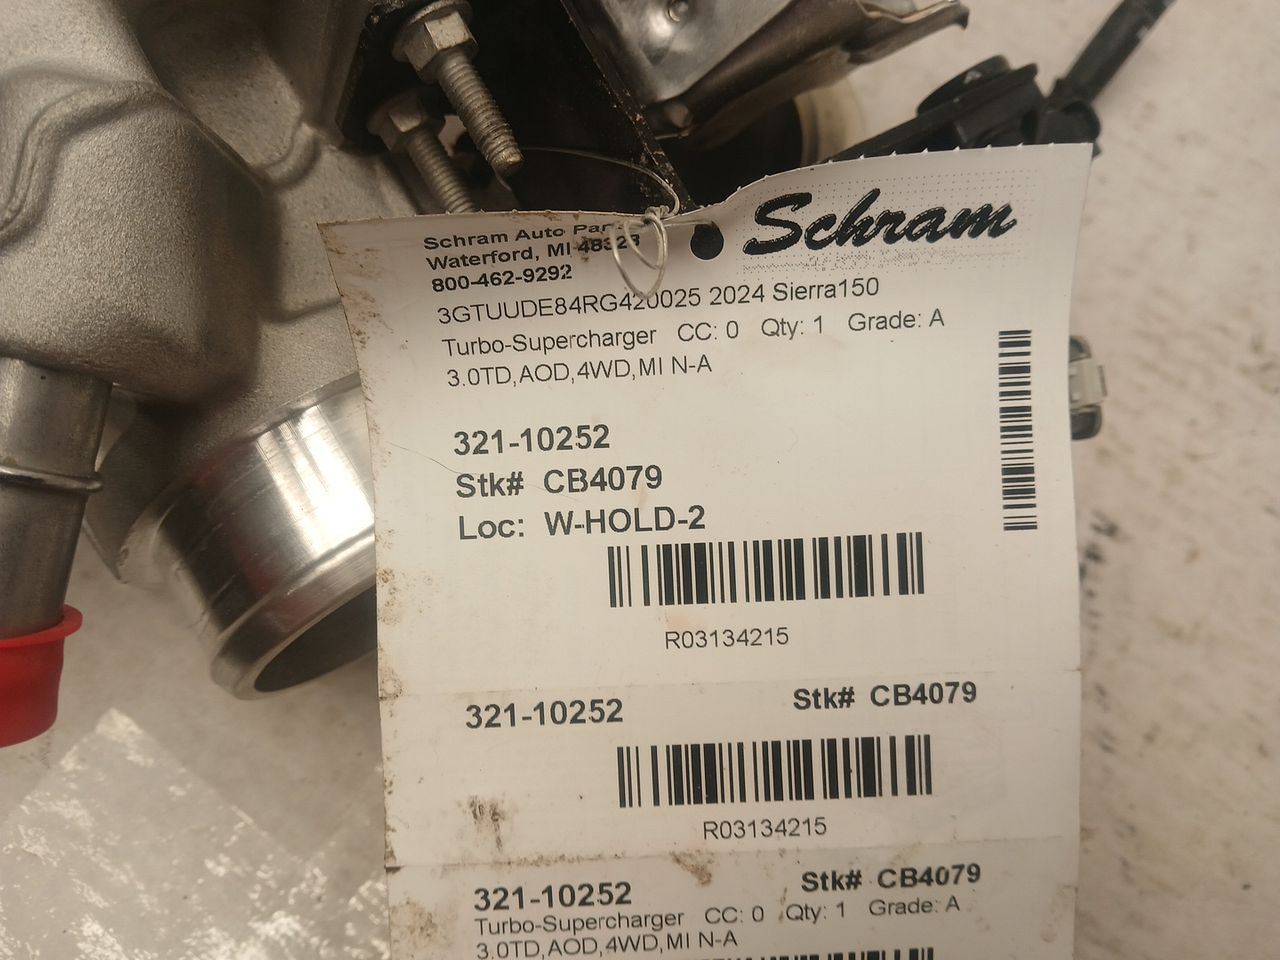 Schram Auto Parts
Waterford, MI 48328
800-462-9292
Schram
3GTUUDE84RG420025 2024 Sierra150
Turbo-Supercharger CC: 0 Qty: 1 Grade: A
3.0TD,AOD,4WD,MI N-A
321-10252
Stk# CB4079
Loc: W-HOLD-2
R03134215
321-10252 Stk# CB4079
R03134215
321-10252 Stk# CB4079
Turbo-Supercharger CC: 0 Qty: 1 Grade: A
3.0TD,AOD,4WD,MI N-A